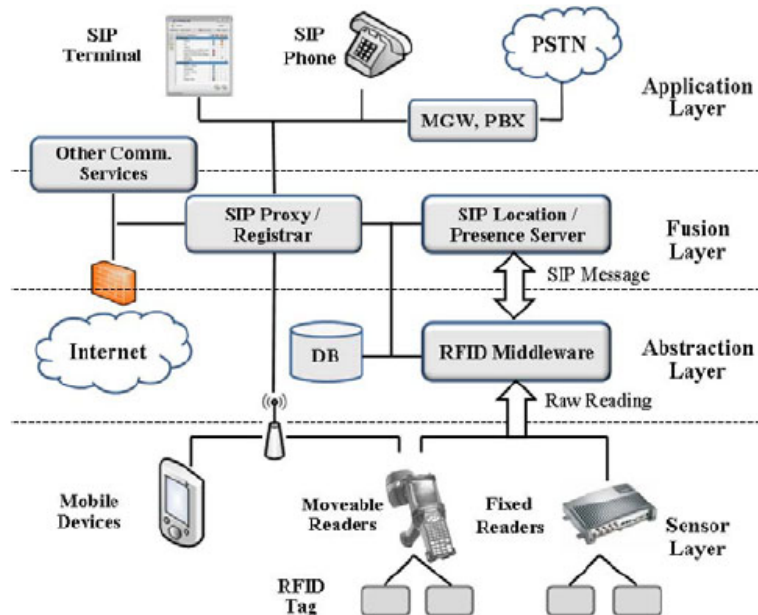 SIP
Terminal
SIP
Phone
PSTN
Application
Layer
MGW, PBX
Other Comm.
Services
SIP Proxy /
Registrar
SIP Location /
Presence Server
Fusion
Layer
SIP Message
Internet
DB
RFID Middleware
Abstraction
Layer
Raw Reading
Mobile
Devices
Moveable
Readers
Fixed
Readers
Sensor
Layer
RFID
Tag